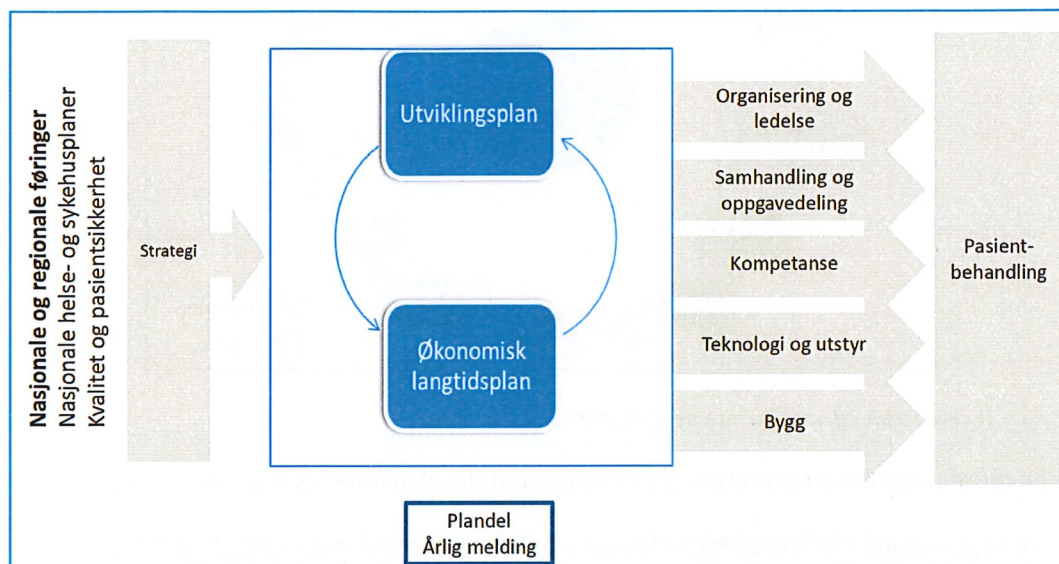 Nasjonale og regionale føringer
Nasjonale helse- og sykehusplaner
Kvalitet og pasientsikkerhet
Strategi
Utviklingsplan
Økonomisk
langtidsplan
Plandel
Årlig melding
Organisering og
ledelse
Samhandling og
oppgavedeling
Kompetanse
Teknologi og utstyr
Bygg
Pasient-
behandling